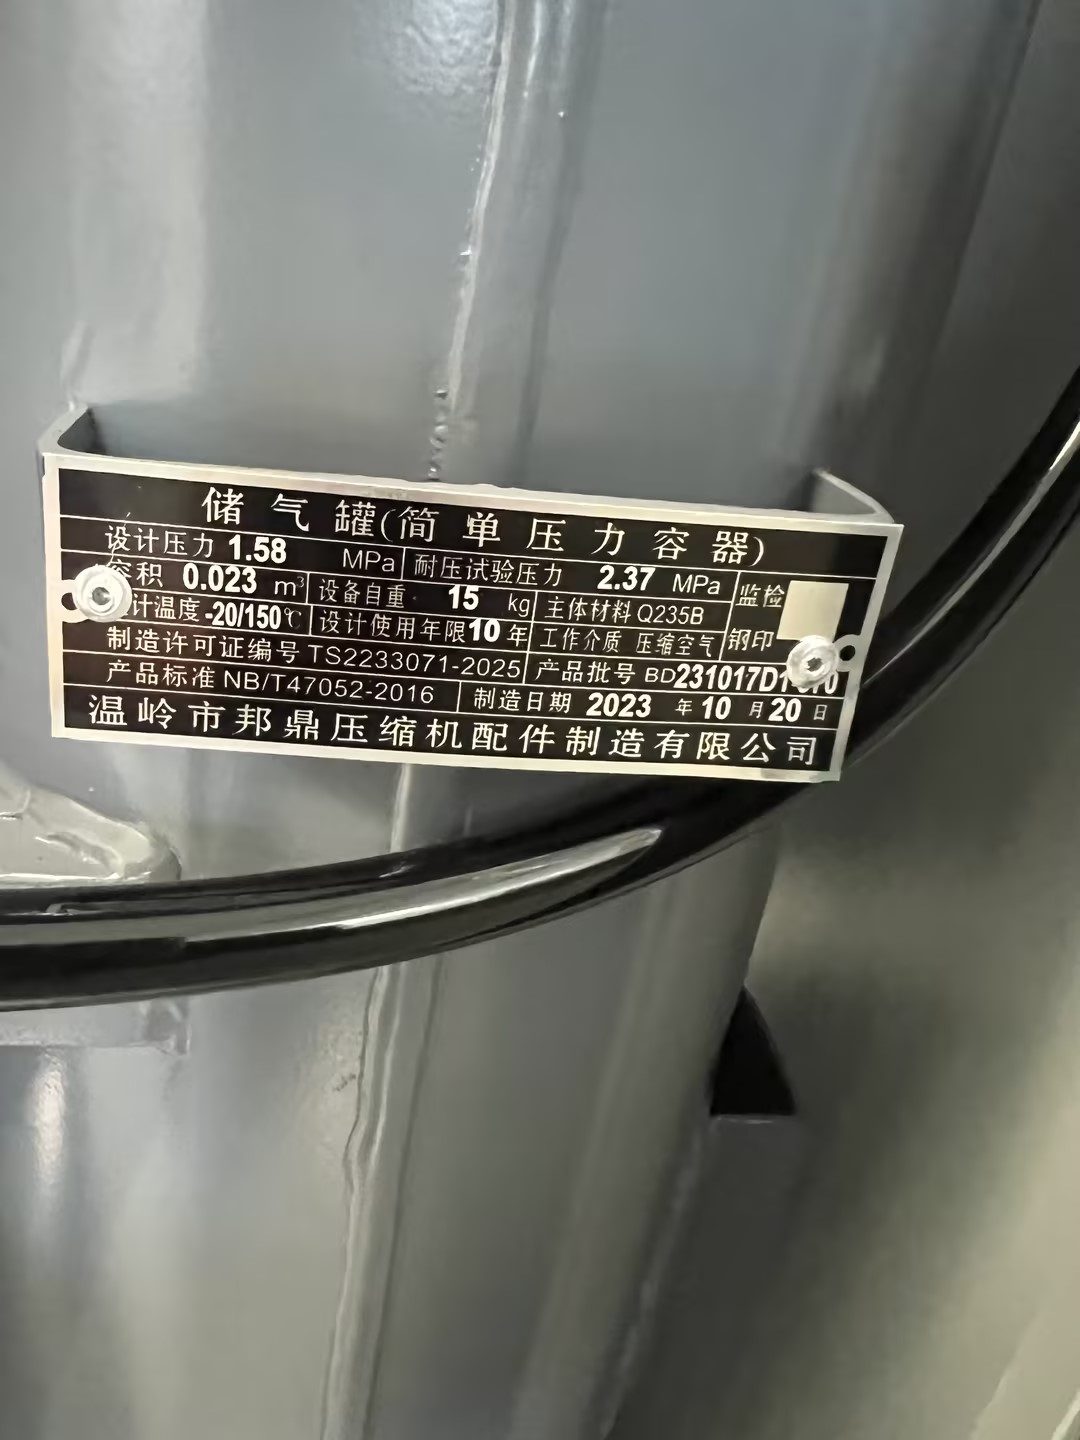 储气罐(简单压力容器)
设计压力 1.58 MPa 耐压试验压力 2.37 MPa 监检
容积 0.023 m³ 设备自重 15 kg 主体材料 Q235B
计温度 -20/150℃ 设计使用年限 10 年 工作介质 压缩空气 钢印
制造许可证编号 TS2233071-2025 产品批号 BD231017D1
产品标准 NB/T47052-2016 制造日期 2023 年 10 月 20 日
温岭市邦鼎压缩机配件制造有限公司